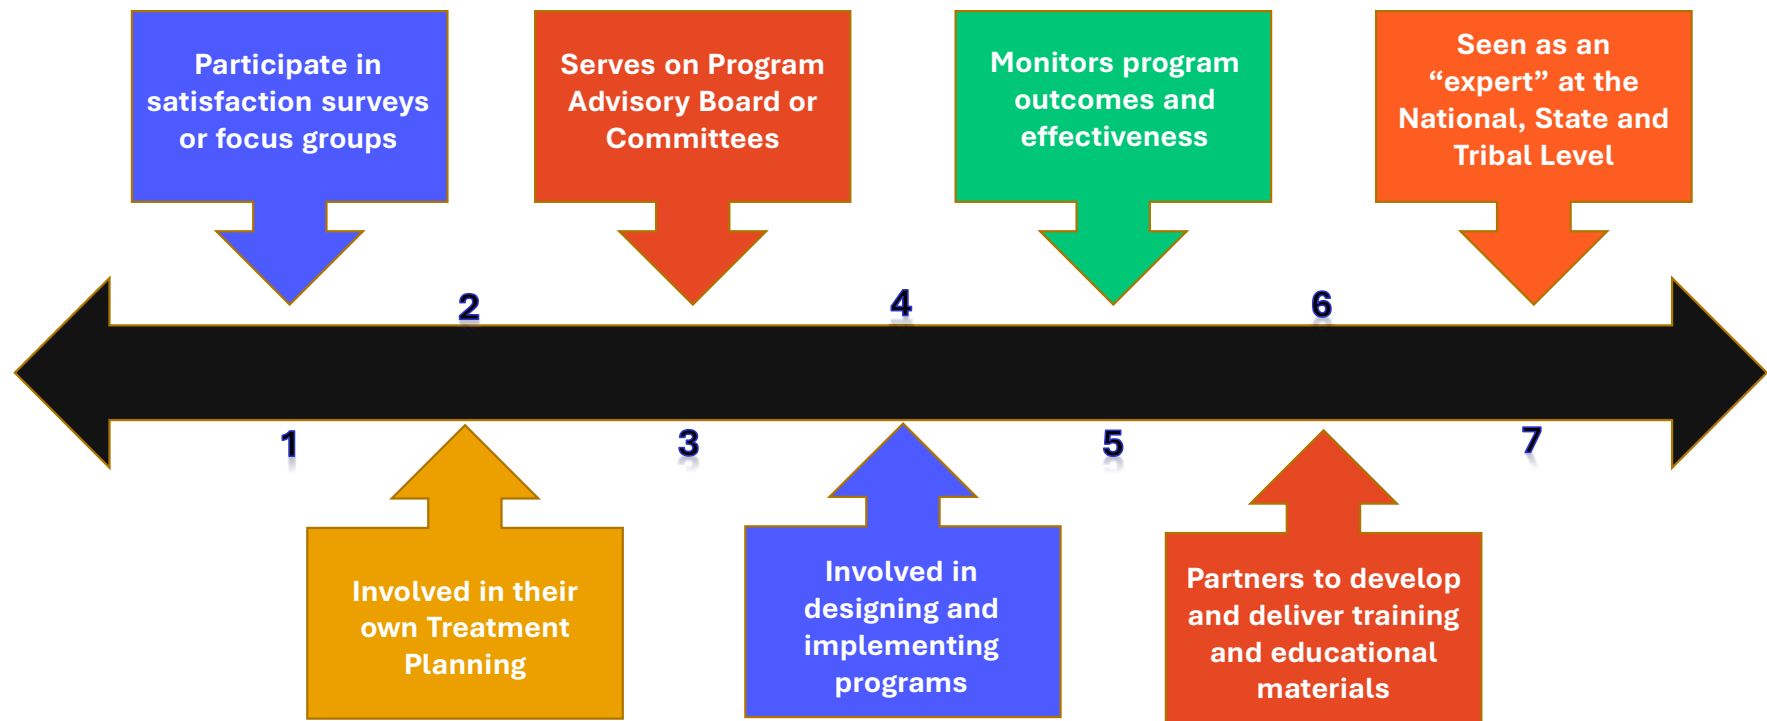 Participate in
satisfaction surveys
or focus groups
Serves on Program
Advisory Board or
Committees
Monitors program
outcomes and
effectiveness
Seen as an
“expert” at the
National, State and
Tribal Level
2
4
6
1
3
5
7
Involved in their
own Treatment
Planning
Involved in
designing and
implementing
programs
Partners to develop
and deliver training
and educational
materials